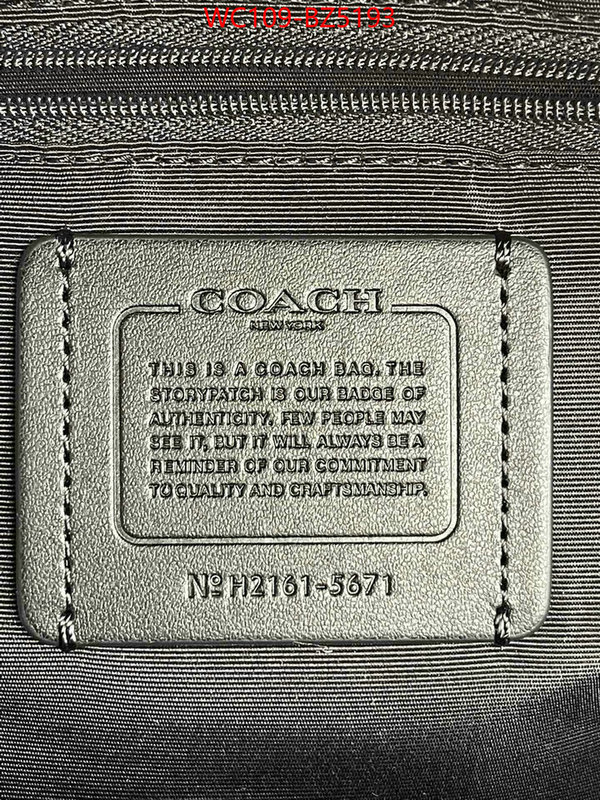 WC109-BZ5193
COACH
NEW YORK
THIS IS A COACH BAG. THE
STORYPATCH IS OUR BADGE OF
AUTHENTICITY. FEW PEOPLE MAY
SEE IT, BUT IT WILL ALWAYS BE A
REMINDER OF OUR COMMITMENT
TO QUALITY AND CRAFTSMANSHIP.
Nº H2161-5671